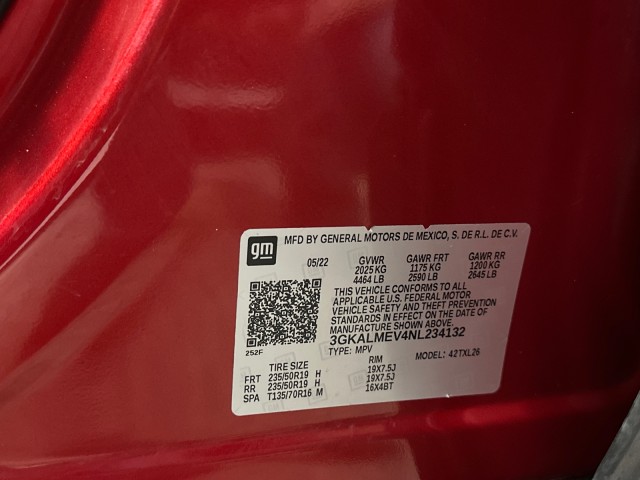 gm
MFD BY GENERAL MOTORS DE MEXICO, S. DE R.L. DE C.V.
05/22 GVWR GAWR FRT GAWR RR
2025 KG 1175 KG 1200 KG
4464 LB 2590 LB 2645 LB
THIS VEHICLE CONFORMS TO ALL
APPLICABLE U.S. FEDERAL MOTOR
VEHICLE SAFETY AND THEFT PREVENTION
STANDARDS IN EFFECT ON THE DATE OF
MANUFACTURE SHOWN ABOVE.
3GKALMEV4NL234132
252F TYPE: MPV MODEL: 42TXL26
TIRE SIZE RIM
FRT 235/50R19 H 19X7.5J
RR 235/50R19 H 19X7.5J
SPA T135/70R16 M 16X4BT